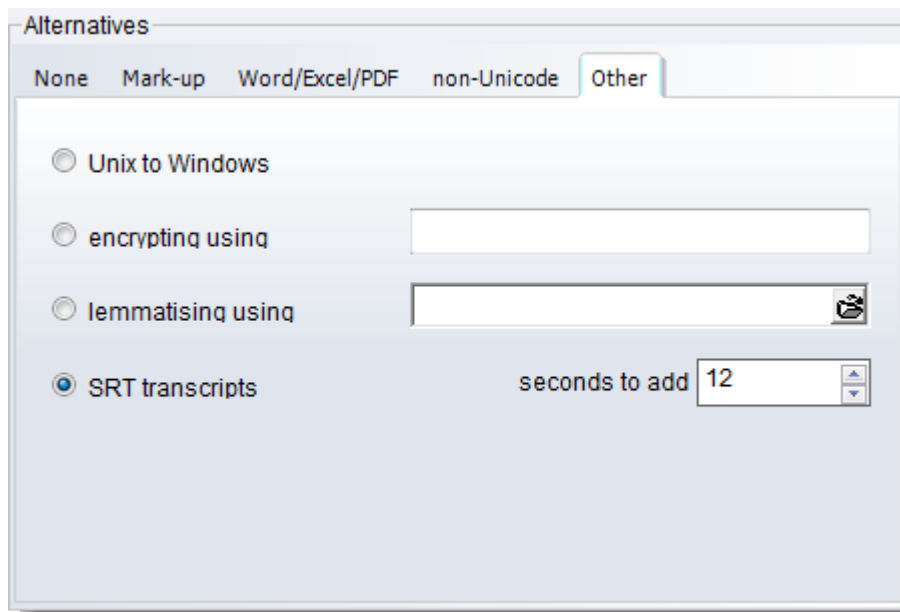 Alternatives
None Mark-up Word/Excel/PDF non-Unicode Other
Unix to Windows
encrypting using
lemmatising using
SRT transcripts seconds to add 12